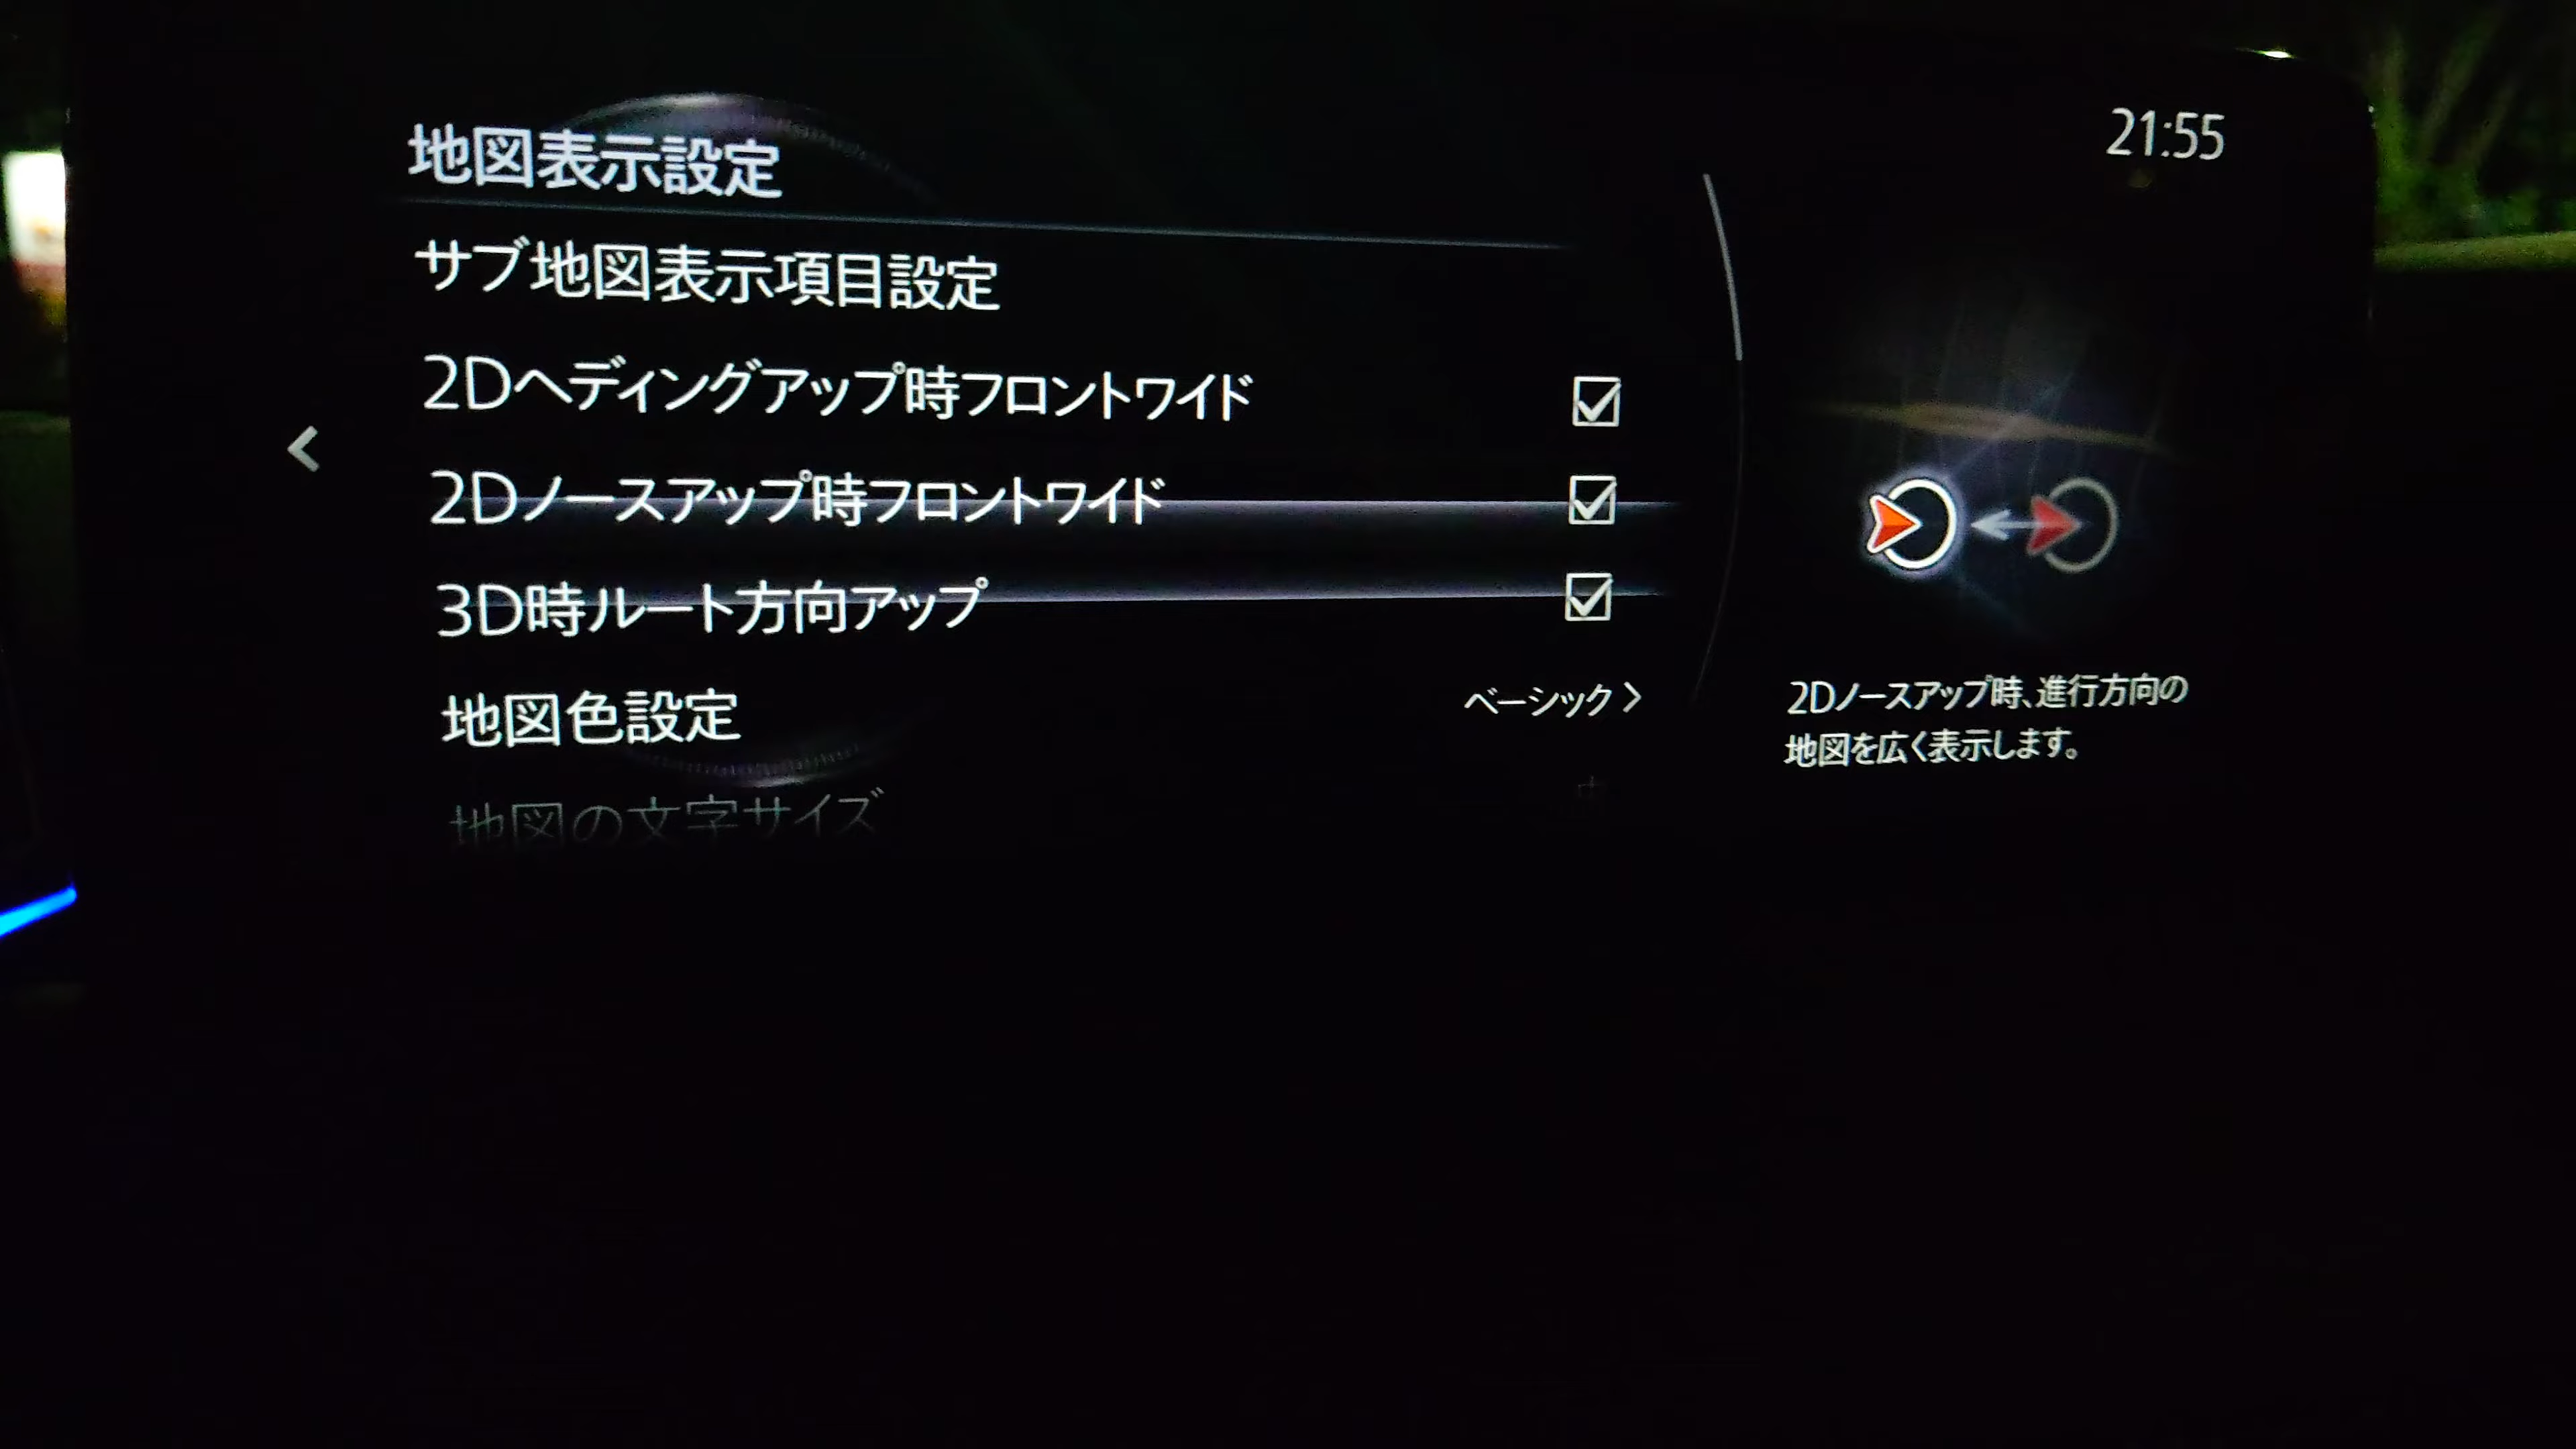 地図表示設定
21:55
サブ地図表示項目設定
2Dヘディングアップ時フロントワイド
2Dノースアップ時フロントワイド
3D時ルート方向アップ
地図色設定 ベーシック
地図の文字サイズ
2Dノースアップ時、進行方向の
地図を広く表示します。